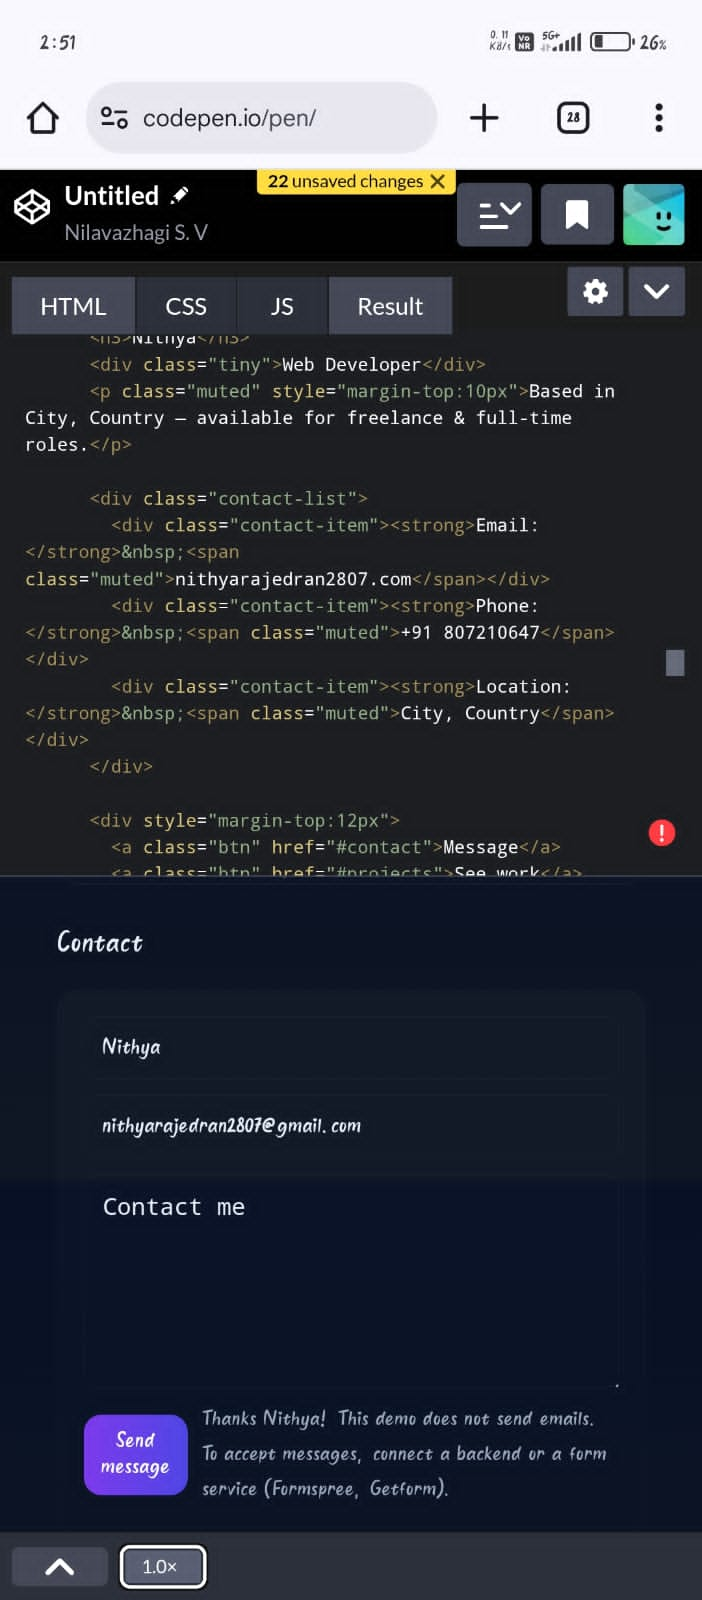 2:51
0.11 KB/s Vo NR 5G+ 26%
codepen.io/pen/
28
22 unsaved changes
Untitled
Nilavazhagi S. V
HTML CSS JS Result
<h3>Nithya</h3>
<div class="tiny">Web Developer</div>
<p class="muted" style="margin-top:10px">Based in
City, Country — available for freelance & full-time
roles.</p>
<div class="contact-list">
<div class="contact-item"><strong>Email:
</strong>&nbsp;<span
class="muted">nithyarajedran2807.com</span></div>
<div class="contact-item"><strong>Phone:
</strong>&nbsp;<span class="muted">+91 807210647</span>
</div>
<div class="contact-item"><strong>Location:
</strong>&nbsp;<span class="muted">City, Country</span>
</div>
</div>
<div style="margin-top:12px">
<a class="btn" href="#contact">Message</a>
<a class="btn" href="#projects">See work</a>
Contact
Nithya
nithyarajedran2807@gmail.com
Contact me
Send
message
Thanks Nithya! This demo does not send emails.
To accept messages, connect a backend or a form
service (Formspree, Getform).
1.0×